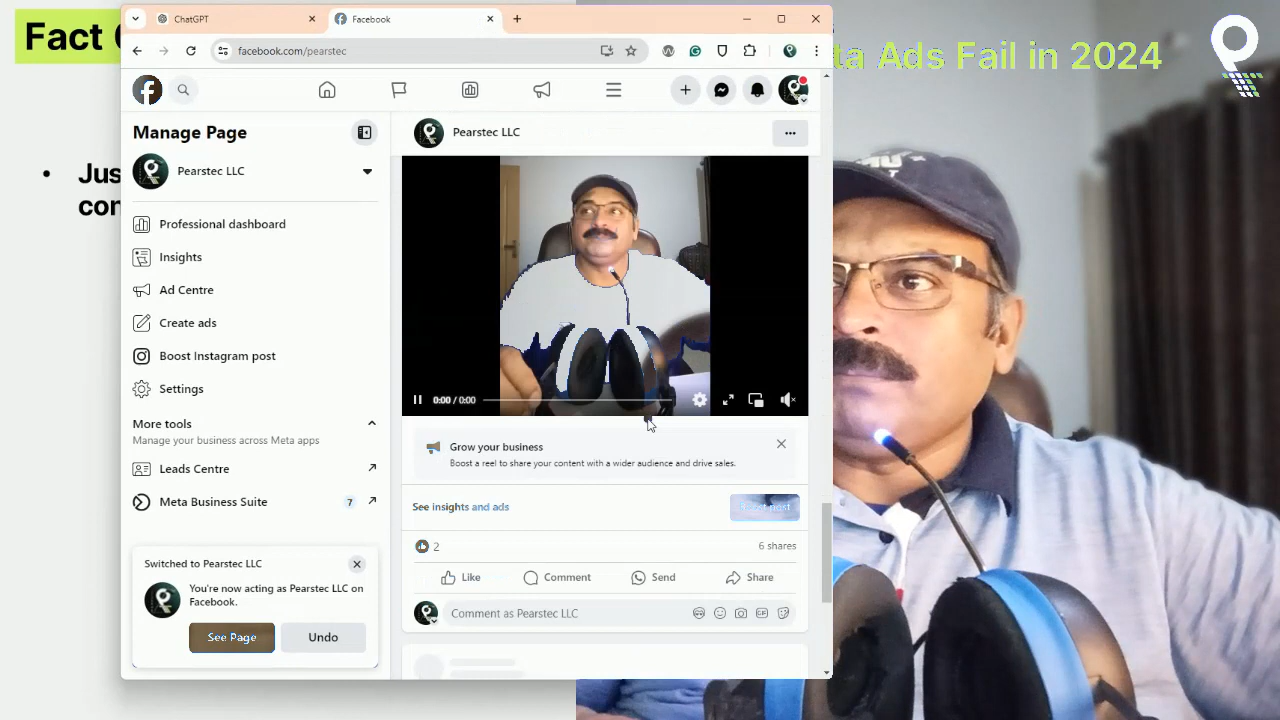 Fact
ta Ads Fail in 2024
ChatGPT
Facebook
facebook.com/pearstec
Manage Page
Pearstec LLC
Pearstec LLC
Professional dashboard
Insights
Ad Centre
Create ads
Boost Instagram post
Settings
More tools
Manage your business across Meta apps
Leads Centre
Meta Business Suite
7
Switched to Pearstec LLC
You're now acting as Pearstec LLC on
Facebook.
See Page
Undo
0:00 / 0:00
Grow your business
Boost a reel to share your content with a wider audience and drive sales.
See insights and ads
Boost post
2
6 shares
Like
Comment
Send
Share
Comment as Pearstec LLC
GIF
Jus
con